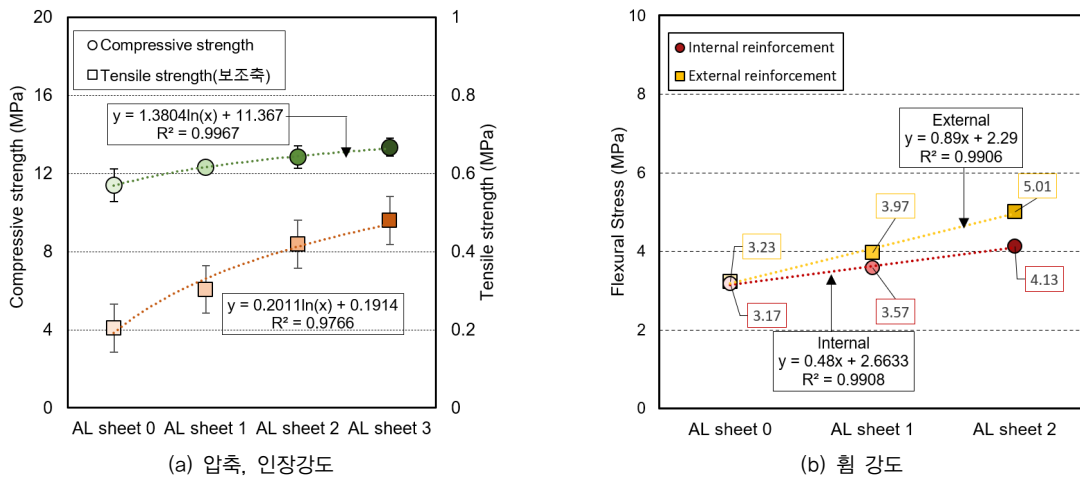 20
16
12
8
4
0
Compressive strength (MPa)
Compressive strength
Tensile strength(보조축)
y = 1.3804ln(x) + 11.367
R² = 0.9967
y = 0.2011ln(x) + 0.1914
R² = 0.9766
1
0.8
0.6
0.4
0.2
0
Tensile strength (MPa)
AL sheet 0 AL sheet 1 AL sheet 2 AL sheet 3
(a) 압축, 인장강도
10
8
6
4
2
0
Flexural Stress (MPa)
Internal reinforcement
External reinforcement
External
y = 0.89x + 2.29
R² = 0.9906
3.23
3.97
5.01
3.17
3.57
4.13
Internal
y = 0.48x + 2.6633
R² = 0.9908
AL sheet 0 AL sheet 1 AL sheet 2
(b) 휨 강도